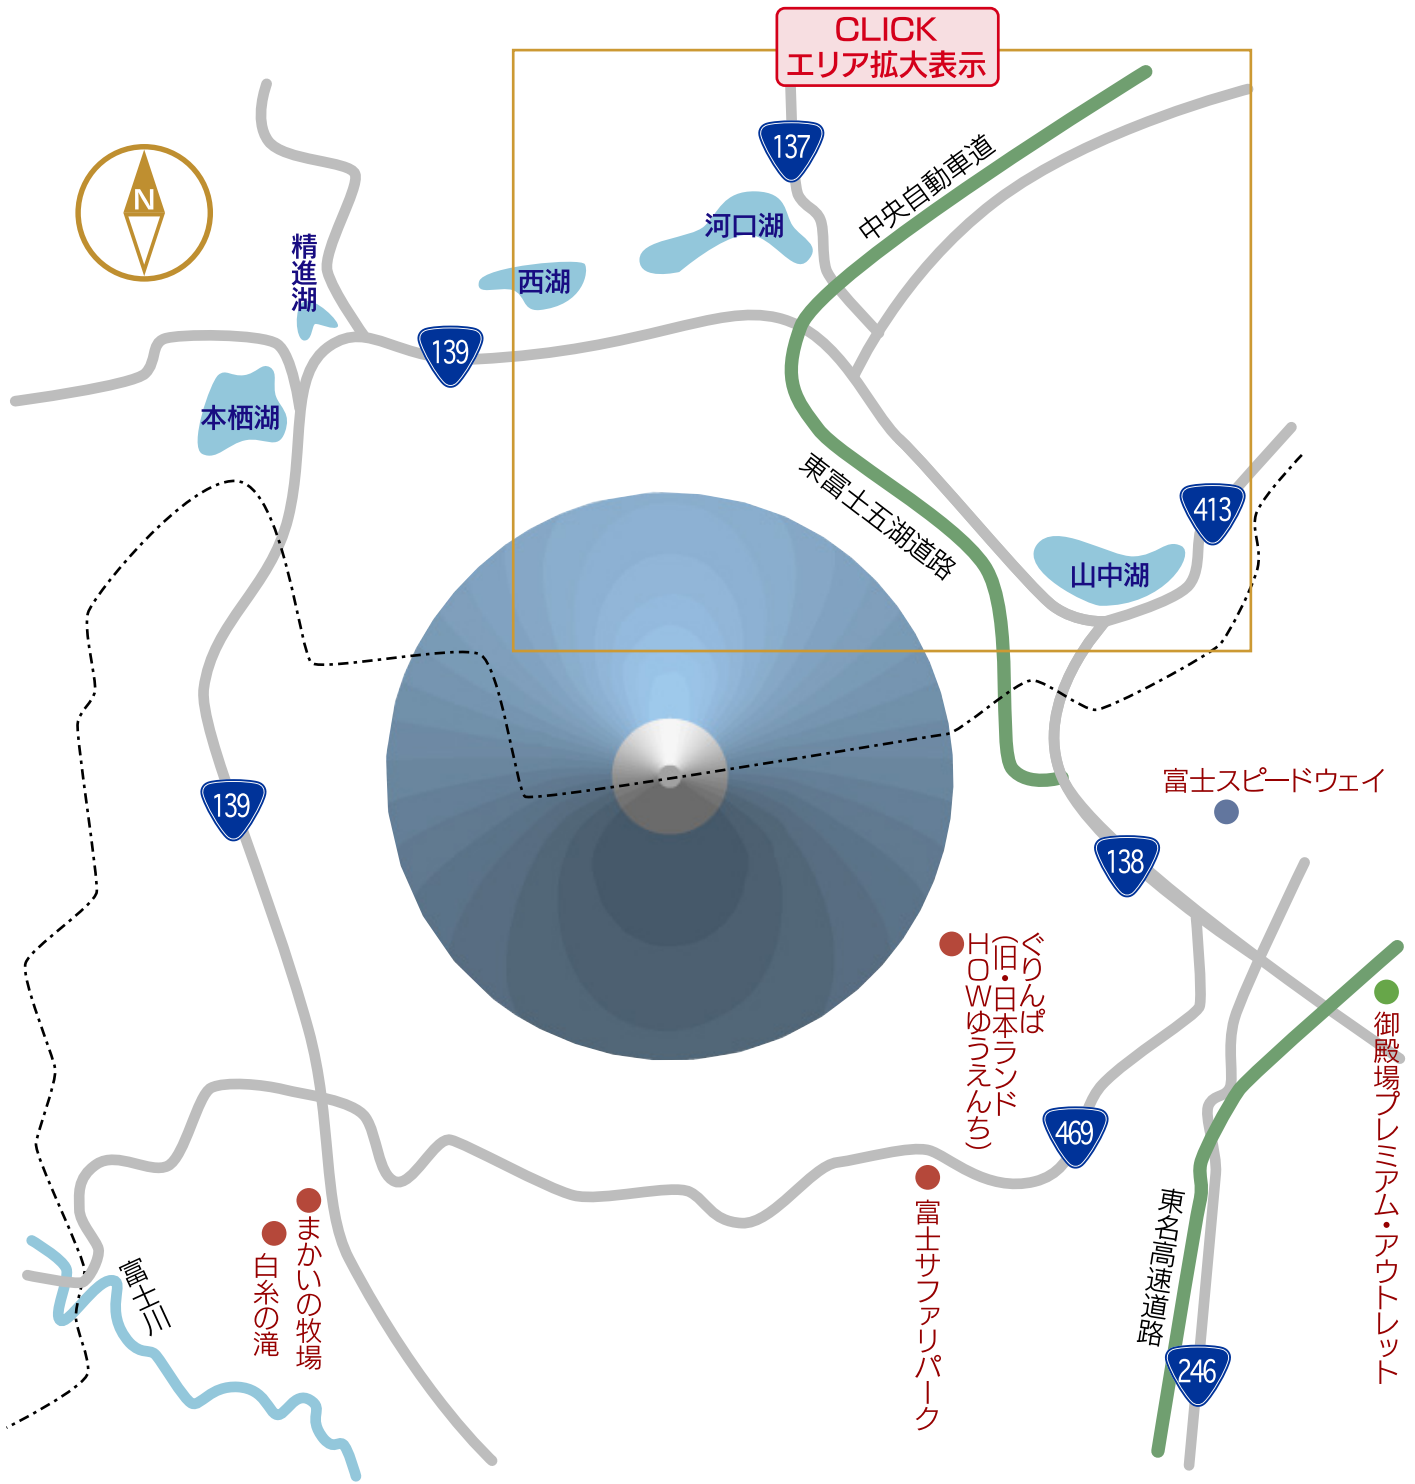 CLICK
エリア拡大表示
137
中央自動車道
N
河口湖
精進湖
西湖
139
本栖湖
東富士五湖道路
413
山中湖
富士スピードウェイ
139
138
ぐりんぱ
(旧・日本ランド
HOWゆうえんち)
御殿場プレミアム・アウトレット
469
富士サファリパーク
東名高速道路
まかいの牧場
白糸の滝
富士川
246